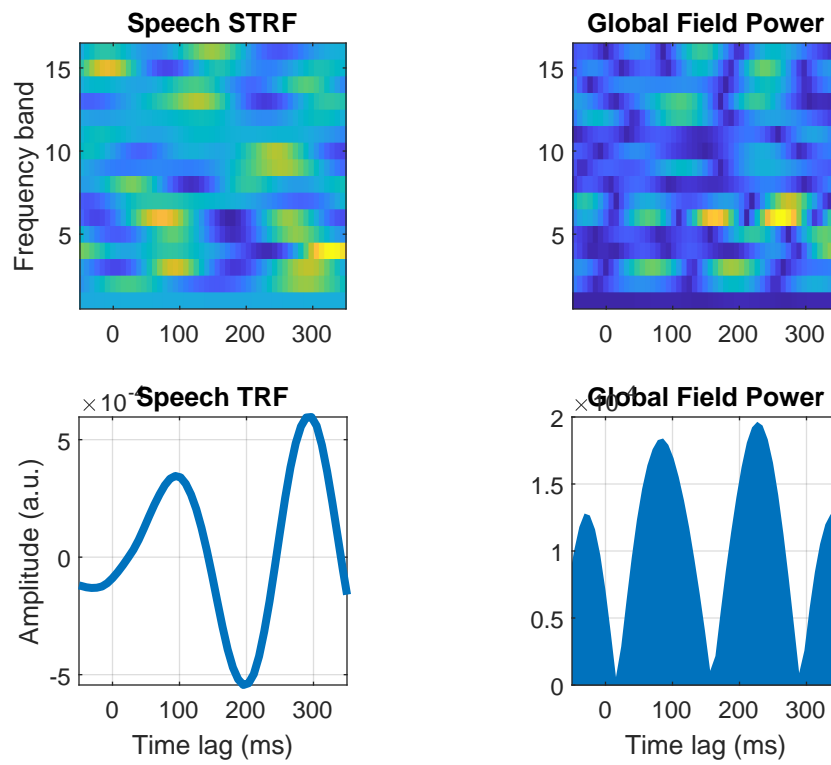 Speech STRF
Frequency band
15
10
5
0 100 200 300
Global Field Power
15
10
5
0 100 200 300
Speech TRF
×10-4
Amplitude (a.u.)
5
0
-5
0 100 200 300
Time lag (ms)
Global Field Power
2
1.5
1
0.5
0
0 100 200 300
Time lag (ms)